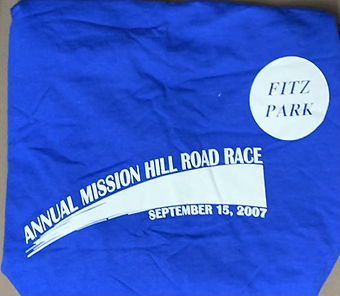 FITZ
PARK
ANNUAL MISSION HILL ROAD RACE
SEPTEMBER 15, 2007